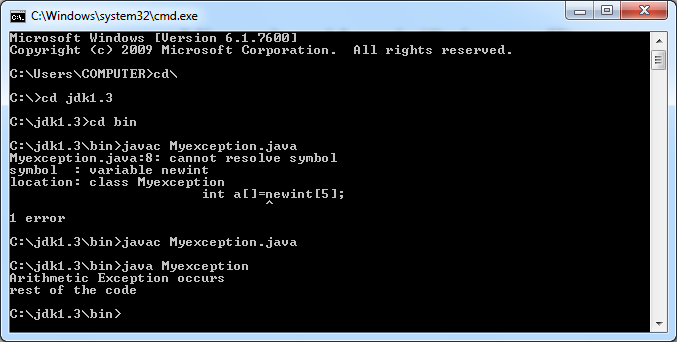 C:\Windows\system32\cmd.exe
Microsoft Windows [Version 6.1.7600]
Copyright (c) 2009 Microsoft Corporation.  All rights reserved.
C:\Users\COMPUTER>cd\
C:\>cd jdk1.3
C:\jdk1.3>cd bin
C:\jdk1.3\bin>javac Myexception.java
Myexception.java:8: cannot resolve symbol
symbol  : variable newint
location: class Myexception
int a[]=newint[5];
^
1 error
C:\jdk1.3\bin>javac Myexception.java
C:\jdk1.3\bin>java Myexception
Arithmetic Exception occurs
rest of the code
C:\jdk1.3\bin>